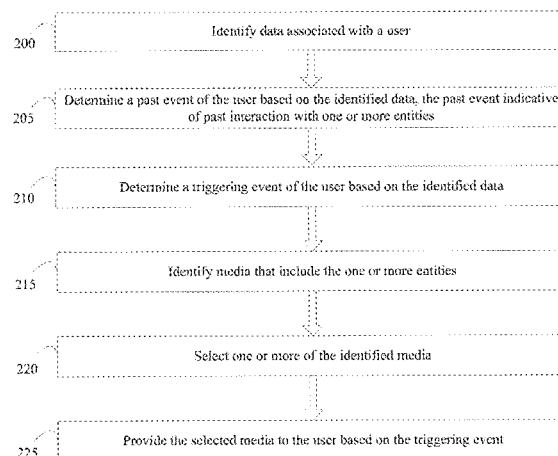 200 Identify data associated with a user
205 Determine a past event of the user based on the identified data, the past event indicative
of past interaction with one or more entities
210 Determine a triggering event of the user based on the identified data
215 Identify media that include the one or more entities
220 Select one or more of the identified media
225 Provide the selected media to the user based on the triggering event